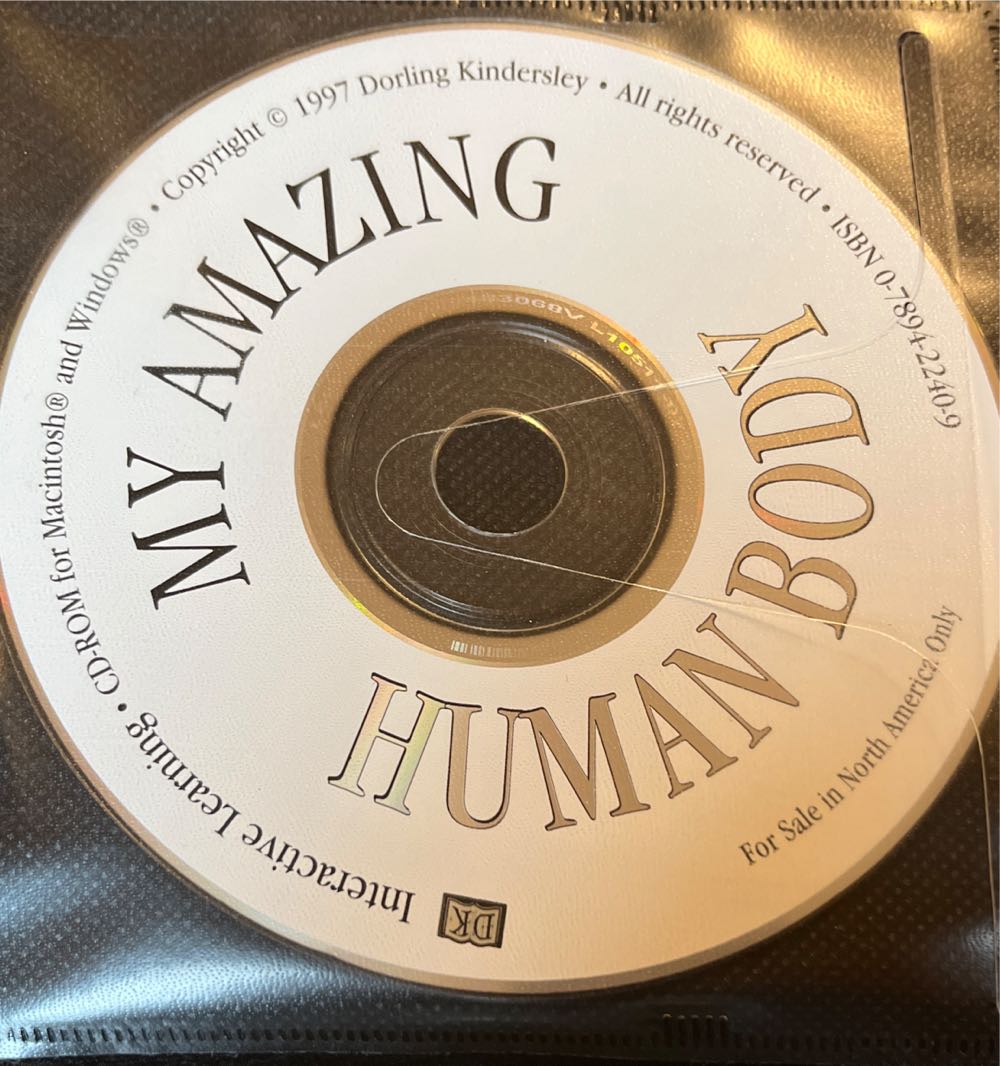 MY AMAZING
HUMAN BODY
DK Interactive Learning • CD-ROM for Macintosh® and Windows® • Copyright © 1997 Dorling Kindersley • All rights reserved • ISBN 0-7894-2240-9
For Sale in North America Only
L1051